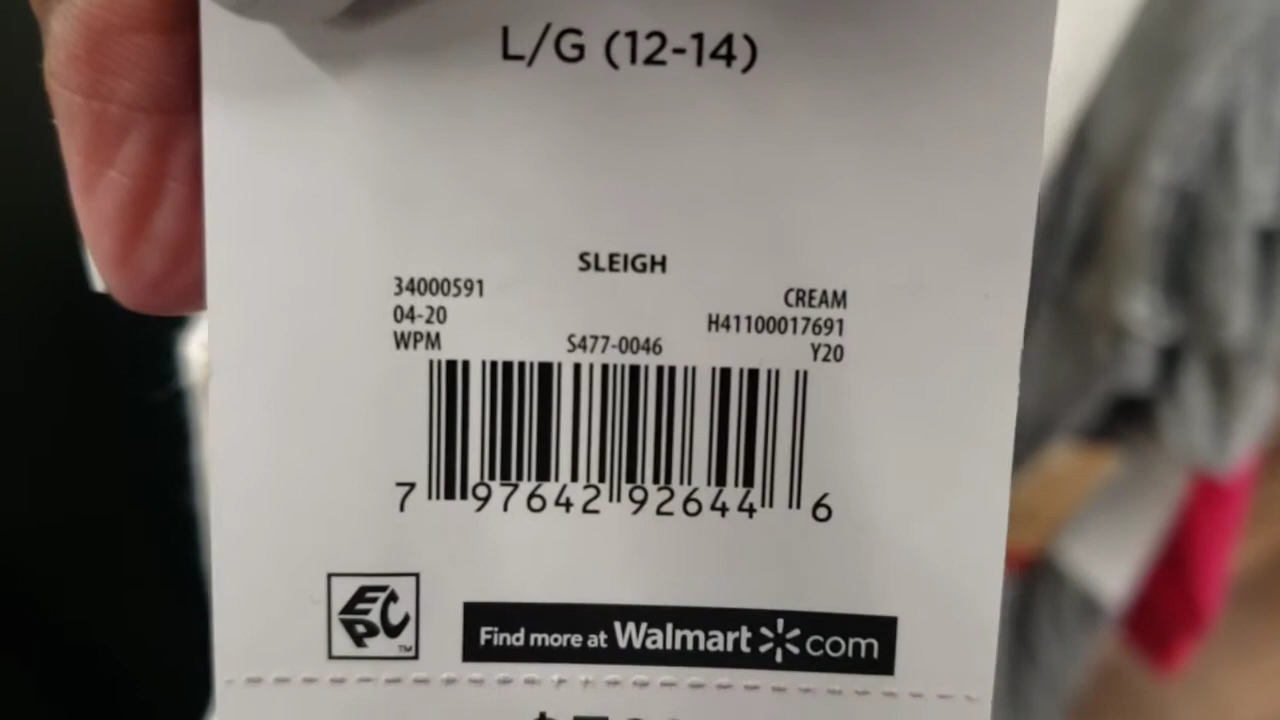 L/G (12-14)
SLEIGH
34000591
CREAM
04-20
H41100017691
WPM
S477-0046
Y20
7 97642 92644 6
EPC TM
Find more at Walmart com